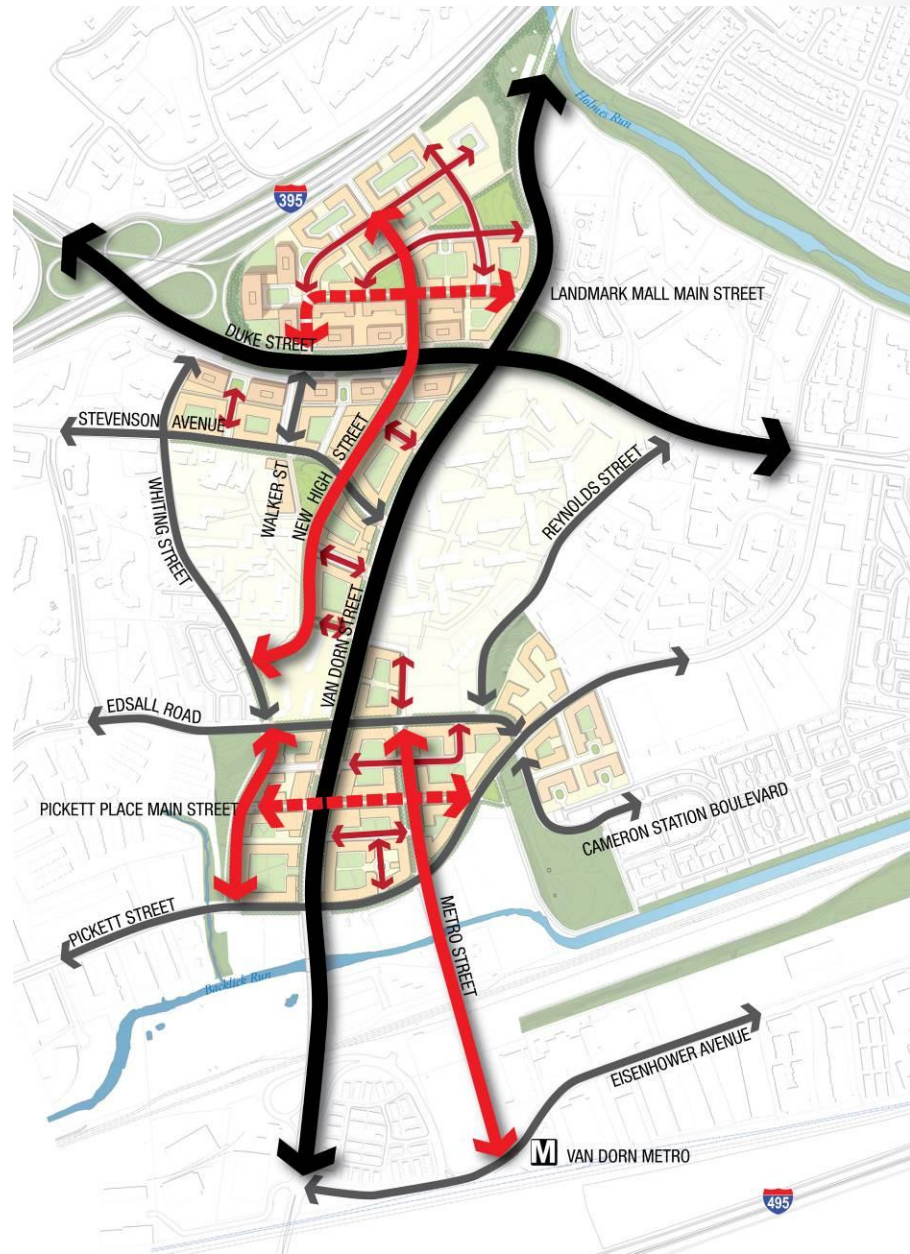 Holmes Run
395
LANDMARK MALL MAIN STREET
DUKE STREET
STEVENSON AVENUE
WALKER ST
NEW HIGH STREET
WHITING STREET
REYNOLDS STREET
VAN DORN STREET
EDSALL ROAD
PICKETT PLACE MAIN STREET
CAMERON STATION BOULEVARD
PICKETT STREET
METRO STREET
Backlick Run
EISENHOWER AVENUE
M VAN DORN METRO
495